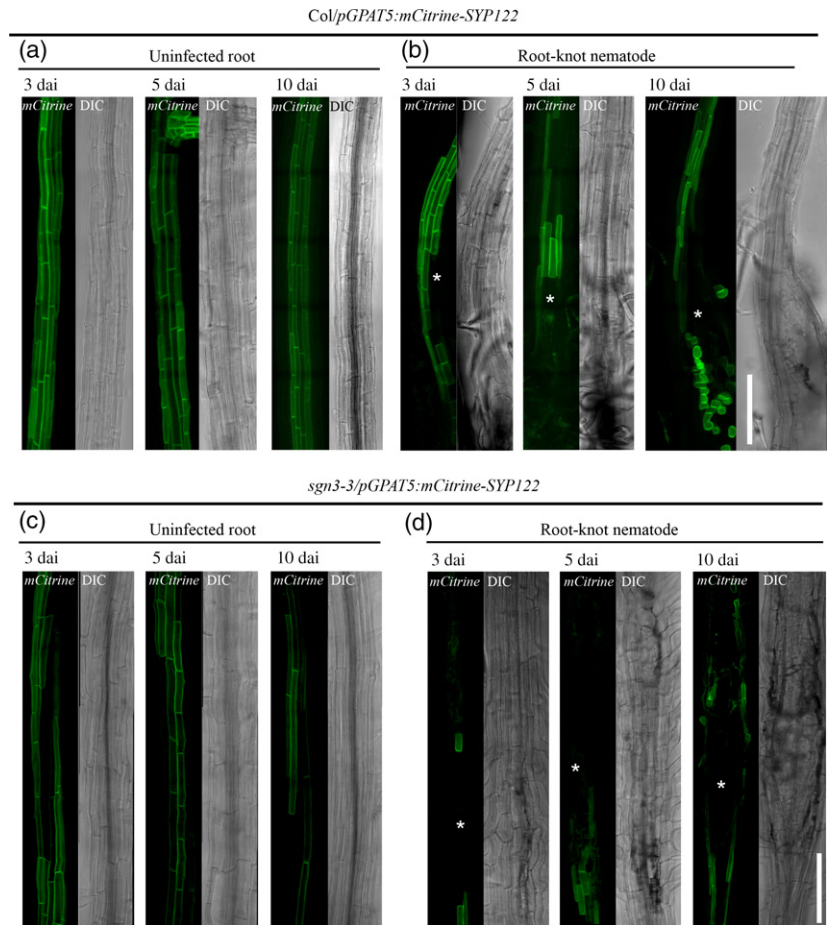 Col/pGPAT5:mCitrine-SYP122
(a)
Uninfected root
3 dai
5 dai
10 dai
mCitrine DIC
mCitrine DIC
mCitrine DIC
(b)
Root-knot nematode
3 dai
5 dai
10 dai
mCitrine DIC
mCitrine DIC
mCitrine DIC
*
*
*
sgn3-3/pGPAT5:mCitrine-SYP122
(c)
Uninfected root
3 dai
5 dai
10 dai
mCitrine DIC
mCitrine DIC
mCitrine DIC
(d)
Root-knot nematode
3 dai
5 dai
10 dai
mCitrine DIC
mCitrine DIC
mCitrine DIC
*
*
*